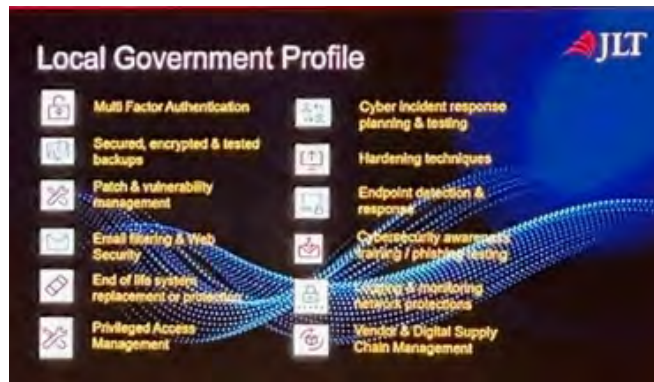 Local Government Profile
JLT
Multi Factor Authentication
Secured, encrypted & tested
backups
Patch & vulnerability
management
Email filtering & Web
Security
End of life system
replacement or protection
Privileged Access
Management
Cyber incident response
planning & testing
Hardening techniques
Endpoint detection &
response
Cybersecurity awareness
training / phishing testing
Logging & monitoring
network protections
Vendor & Digital Supply
Chain Management